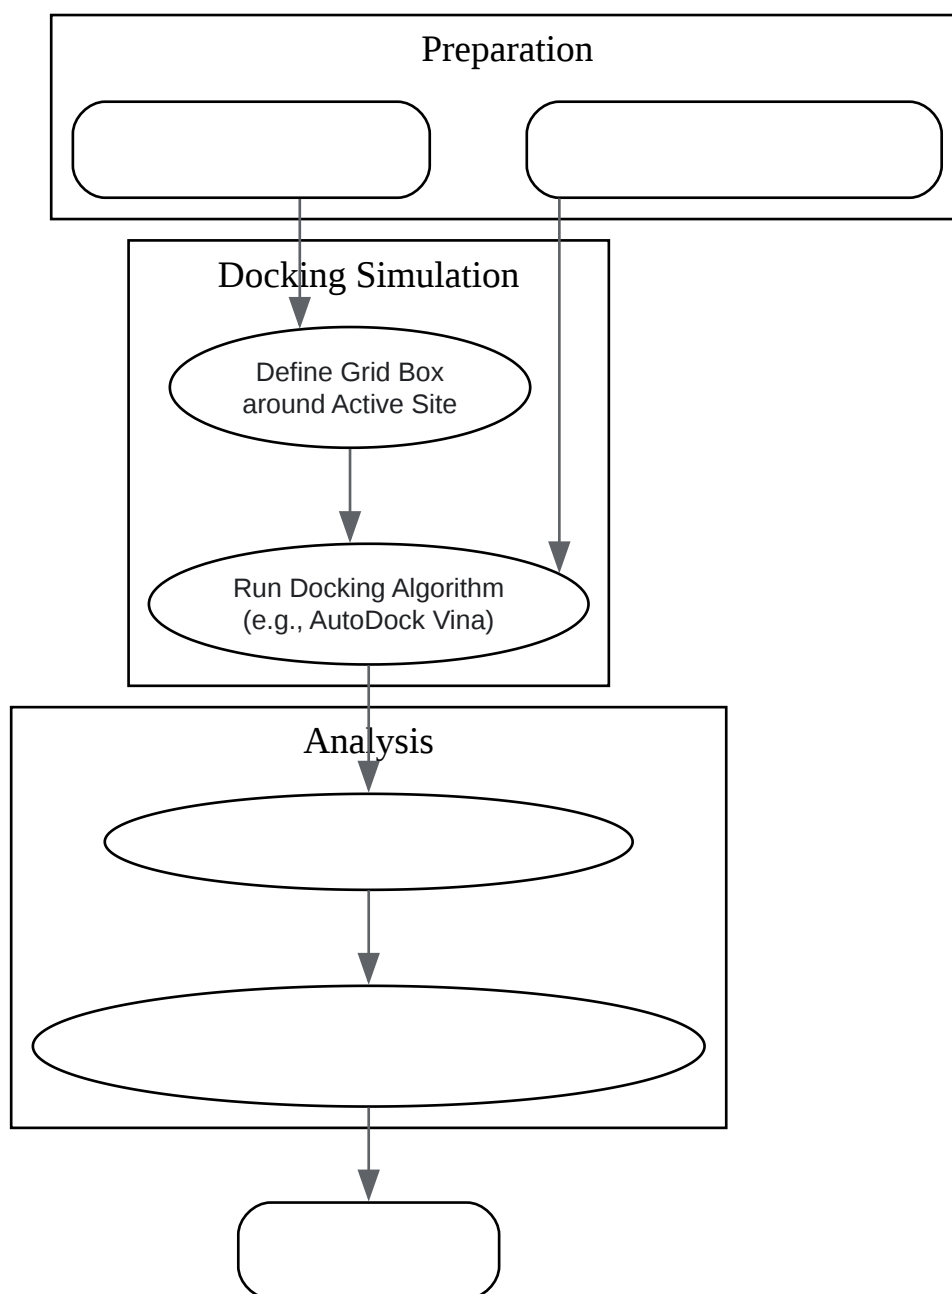 Preparation
Docking Simulation
Define Grid Box
around Active Site
Run Docking Algorithm
(e.g., AutoDock Vina)
Analysis